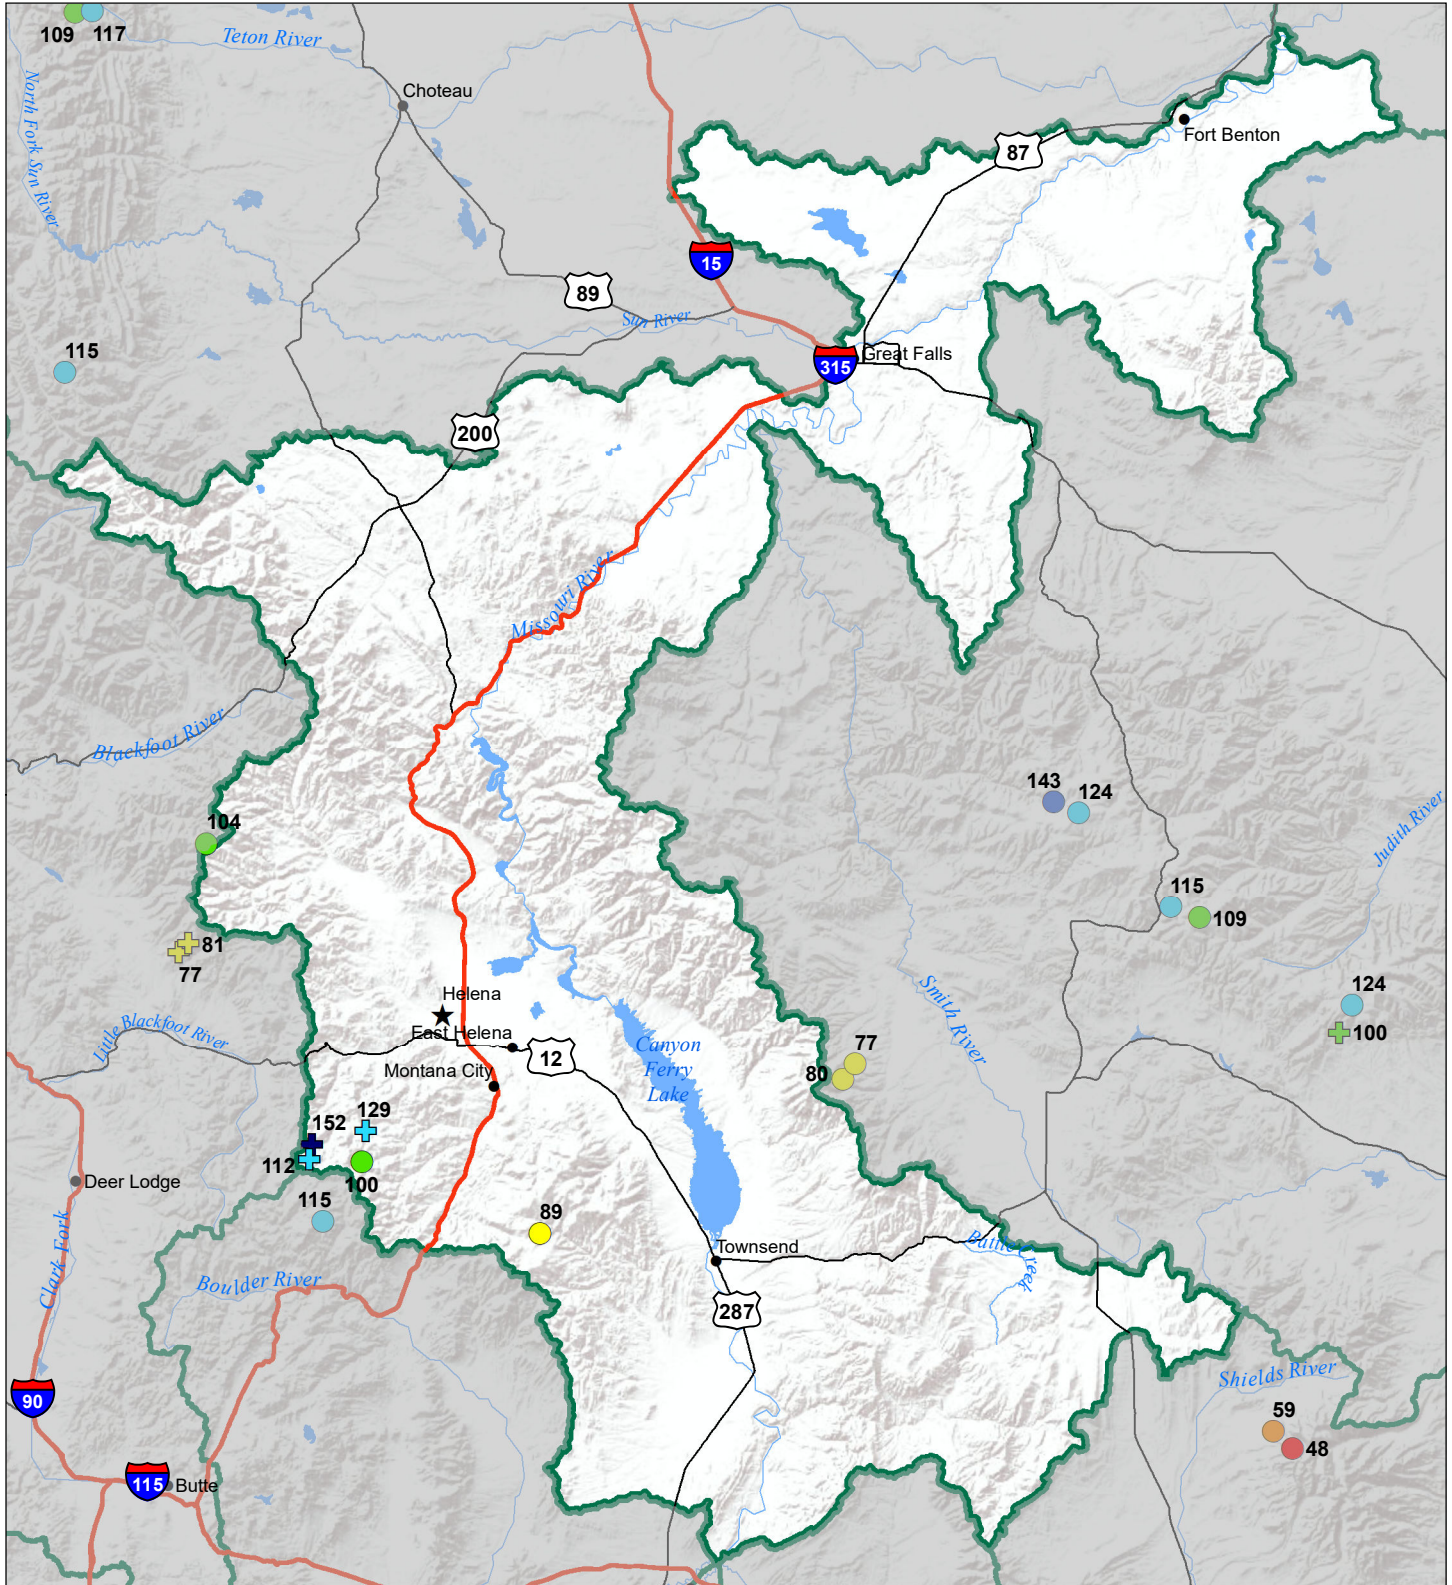 109
117
Teton River
North Fork Sun River
Choteau
Fort Benton
87
15
89
Sun River
115
Great Falls
315
200
Missouri River
Blackfoot River
143
124
104
Judith River
115
109
81
77
124
Helena
Smith River
Little Blackfoot River
100
East Helena
Canyon
Ferry
Lake
12
77
80
Montana City
129
152
112
100
Deer Lodge
115
89
Clark Fork
Townsend
Battle Creek
Boulder River
287
Shields River
90
59
48
115
Butte